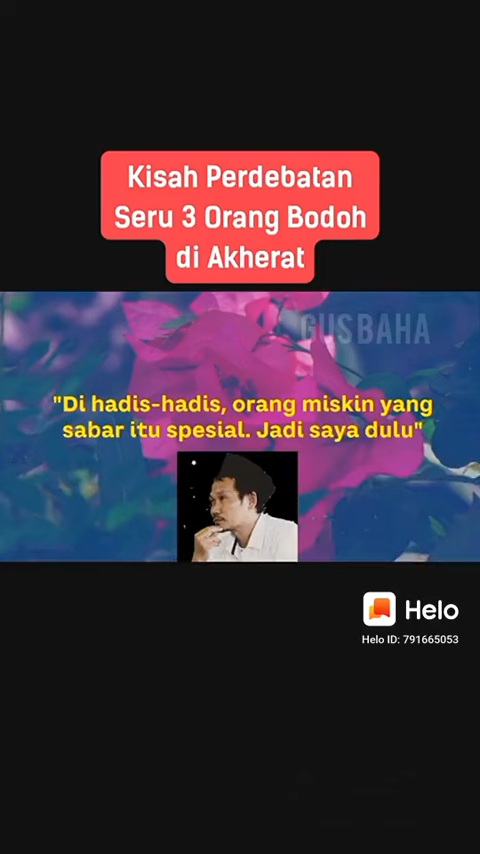 Kisah Perdebatan
Seru 3 Orang Bodoh
di Akherat
GUSBAHA
"Di hadis-hadis, orang miskin yang
sabar itu spesial. Jadi saya dulu"
Helo
Helo ID: 791665053